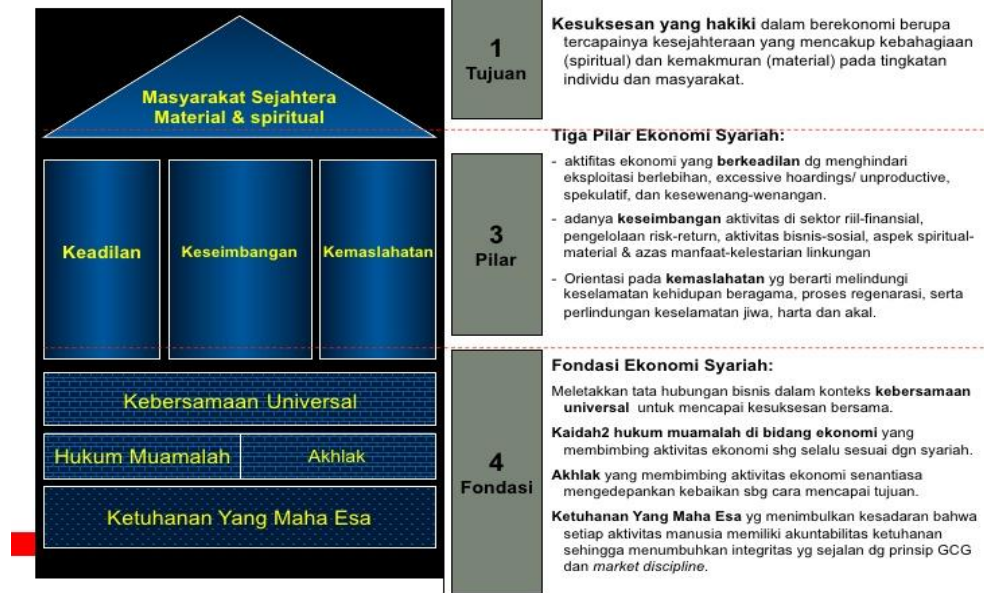 Masyarakat Sejahtera
Material & spiritual
Keadilan
Keseimbangan
Kemaslahatan
Kebersamaan Universal
Hukum Muamalah
Akhlak
Ketuhanan Yang Maha Esa
1
Tujuan
Kesuksesan yang hakiki dalam berekonomi berupa
tercapainya kesejahteraan yang mencakup kebahagiaan
(spiritual) dan kemakmuran (material) pada tingkatan
individu dan masyarakat.
3
Pilar
Tiga Pilar Ekonomi Syariah:
- aktifitas ekonomi yang berkeadilan dg menghindari
eksploitasi berlebihan, excessive hoardings/ unproductive,
spekulatif, dan kesewenang-wenangan.
- adanya keseimbangan aktivitas di sektor riil-finansial,
pengelolaan risk-return, aktivitas bisnis-sosial, aspek spiritual-
material & azas manfaat-kelestarian linkungan
- Orientasi pada kemaslahatan yg berarti melindungi
keselamatan kehidupan beragama, proses regenarasi, serta
perlindungan keselamatan jiwa, harta dan akal.
4
Fondasi
Fondasi Ekonomi Syariah:
Meletakkan tata hubungan bisnis dalam konteks kebersamaan
universal untuk mencapai kesuksesan bersama.
Kaidah2 hukum muamalah di bidang ekonomi yang
membimbing aktivitas ekonomi shg selalu sesuai dgn syariah.
Akhlak yang membimbing aktivitas ekonomi senantiasa
mengedepankan kebaikan sbg cara mencapai tujuan.
Ketuhanan Yang Maha Esa yg menimbulkan kesadaran bahwa
setiap aktivitas manusia memiliki akuntabilitas ketuhanan
sehingga menumbuhkan integritas yg sejalan dg prinsip GCG
dan market discipline.